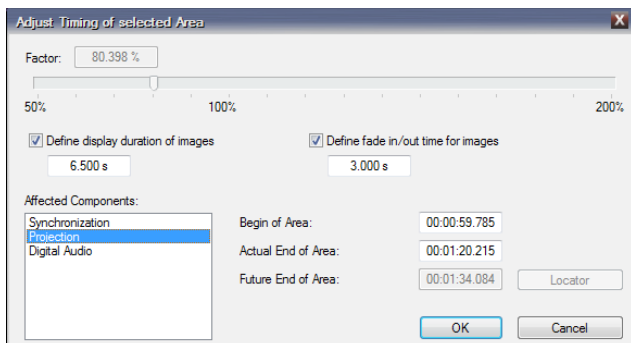 Adjust Timing of selected Area
X
Factor: 80.398 %
50% 100% 200%
Define display duration of images Define fade in/out time for images
6.500 s 3.000 s
Affected Components:
Synchronization Begin of Area: 00:00:59.785
Projection
Digital Audio Actual End of Area: 00:01:20.215
Future End of Area: 00:01:34.084 Locator
OK Cancel